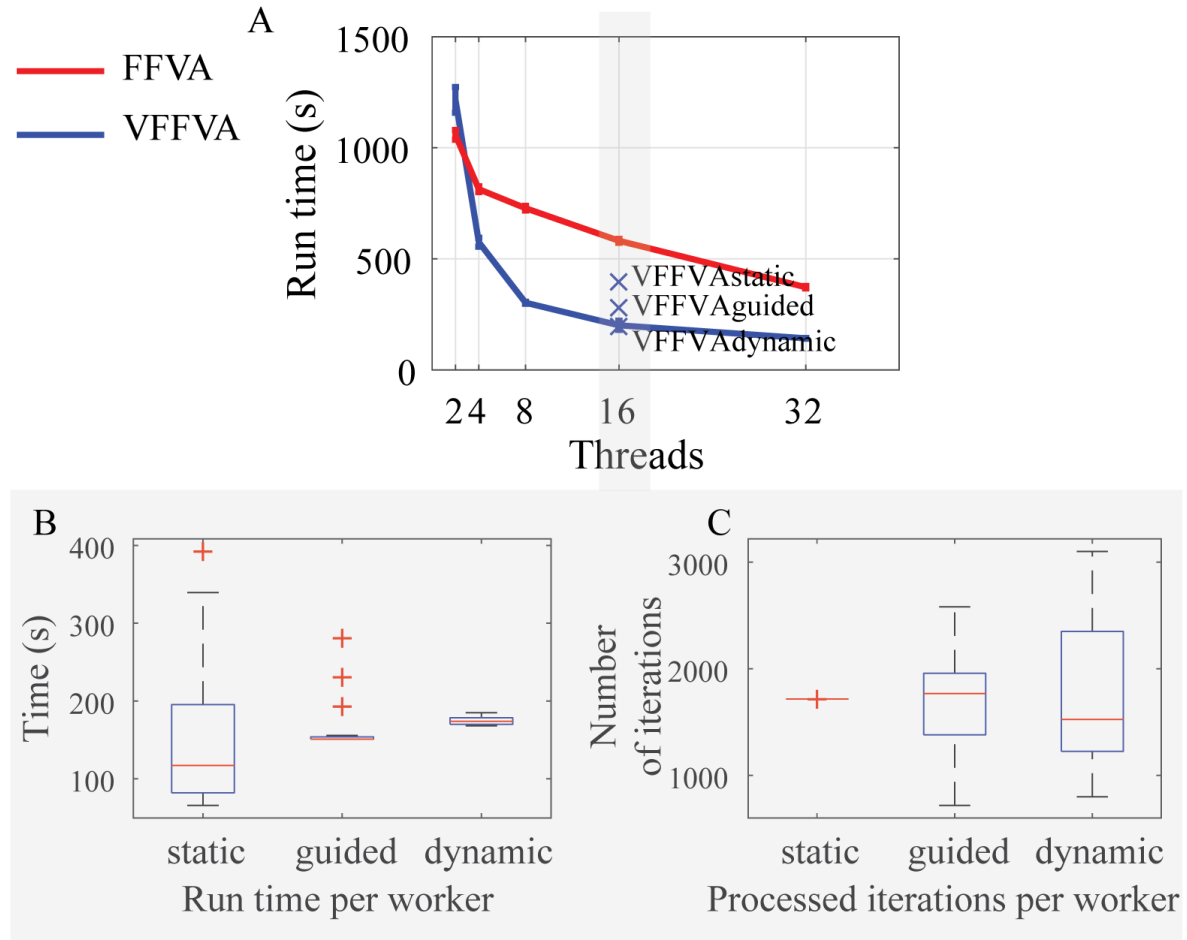 A
FFVA
VFFVA
Run time (s)
1500
1000
500
0
VFFVAstatic
VFFVAguided
VFFVAdynamic
2 4 8 16 32
Threads
B
Time (s)
400
300
200
100
static guided dynamic
Run time per worker
C
Number
of iterations
3000
2000
1000
static guided dynamic
Processed iterations per worker